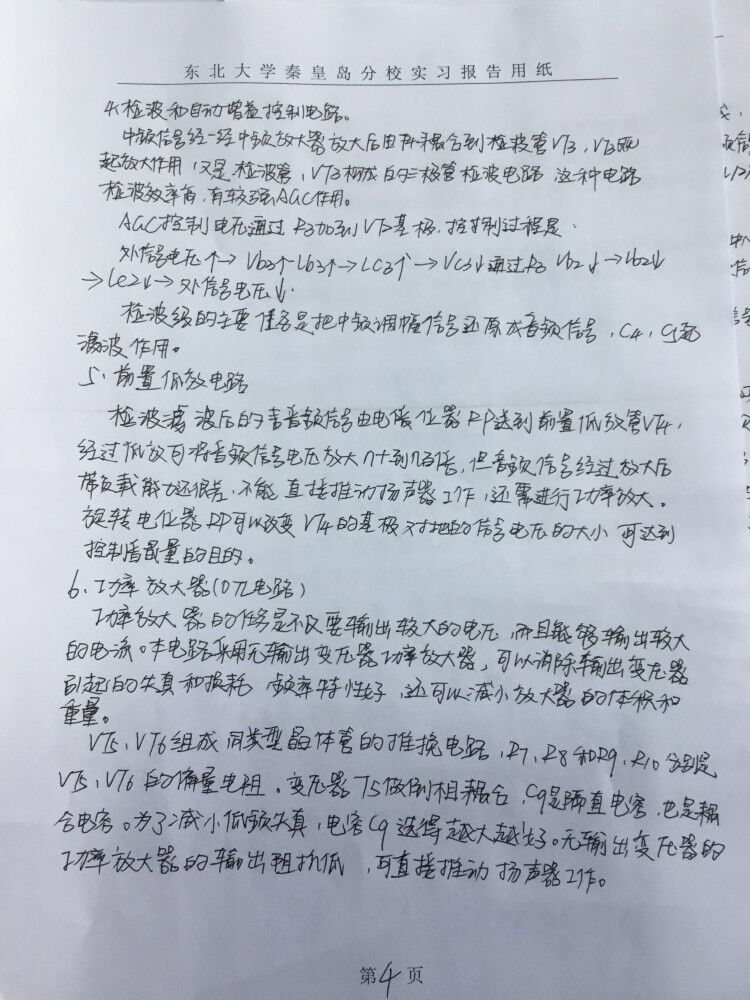 东北大学秦皇岛分校实习报告用纸
4.检波和自动增益控制电路。
中频信号经一经中频放大器放大后由耦合到检波管VT3,VT3既
起放大作用,又是检波管,VT3构成的三极管检波电路,这种电路
检波效率高,有较强AGC作用。
AGC控制电压通过R3加到VT2基极,控制过程是:
外信号电压↑→Vb3↑Ib3↑→Ic3↑→Vc3↓通过R3 Vb2↓→Ib2↓
→Ic2↓→外信号电压↓.
检波级的主要任务是把中频调幅信号还原成音频信号,C4,C5起
滤波作用。
5.前置低放电路
检波滤波后的音频信号由电位器RP送到前置低放管VT4,
经过低放可将音频信号电压放大几十到几百倍,但音频信号经过放大后
带负载能力还很差,不能直接推动扬声器工作,还需进行功率放大.
旋转电位器RP可以改变VT4的基极对地的信号电压的大小可达到
控制音量的目的。
6.功率放大器(OTL电路)
功率放大器的任务是不仅要输出较大的电压,而且能够输出较大
的电流。本电路采用无输出变压器功率放大器,可以消除输出变压器
引起的失真和损耗,频率特性好,还可以减小放大器的体积和
重量。
VT5,VT6组成同类型晶体管的推挽电路,R7,R8和R9,R10分别是
VT5,VT6的偏量电阻.变压器T5做倒相耦合,C9是隔直电容,也是耦
合电容。为了减小低频失真,电容C9选得越大越好。无输出变压器的
功率放大器的输出阻抗低,可直接推动扬声器工作。
第4页